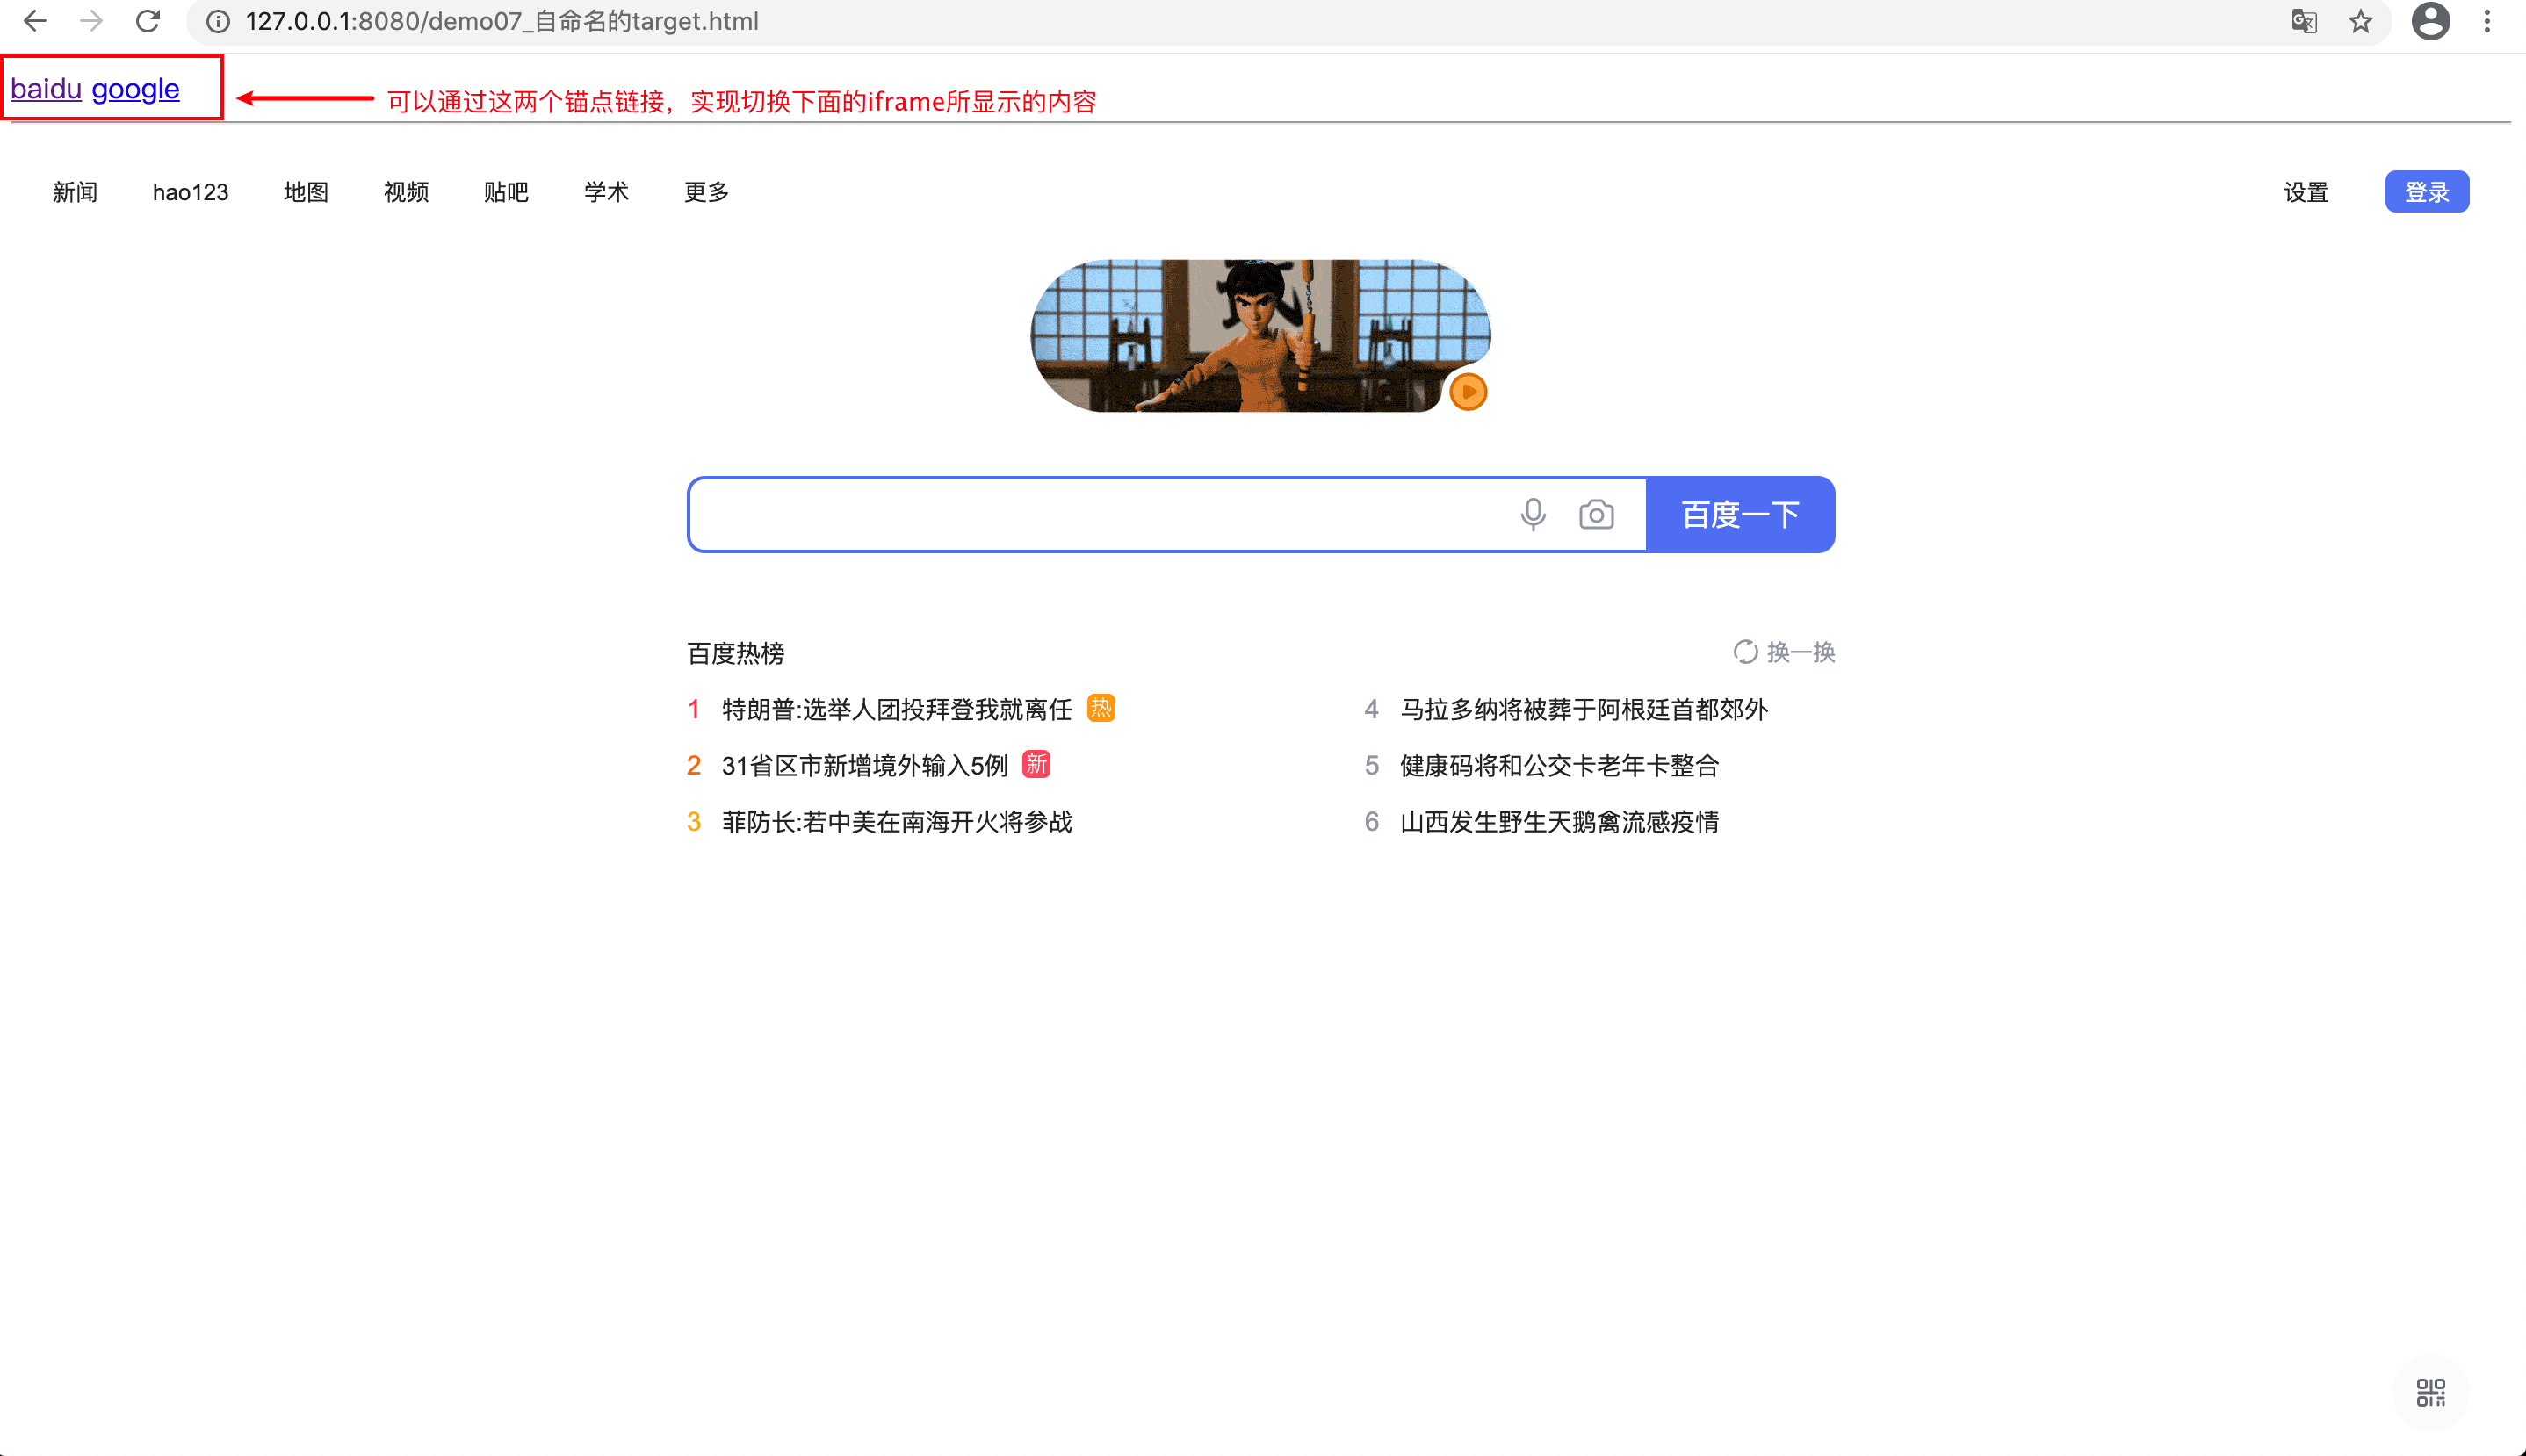 127.0.0.1:8080/demo07_自命名的target.html
baidu google
可以通过这两个锚点链接，实现切换下面的iframe所显示的内容
新闻 hao123 地图 视频 贴吧 学术 更多 设置 登录
百度一下
百度热榜 换一换
1 特朗普:选举人团投拜登我就离任 热
4 马拉多纳将被葬于阿根廷首都郊外
2 31省区市新增境外输入5例 新
5 健康码将和公交卡老年卡整合
3 菲防长:若中美在南海开火将参战
6 山西发生野生天鹅禽流感疫情